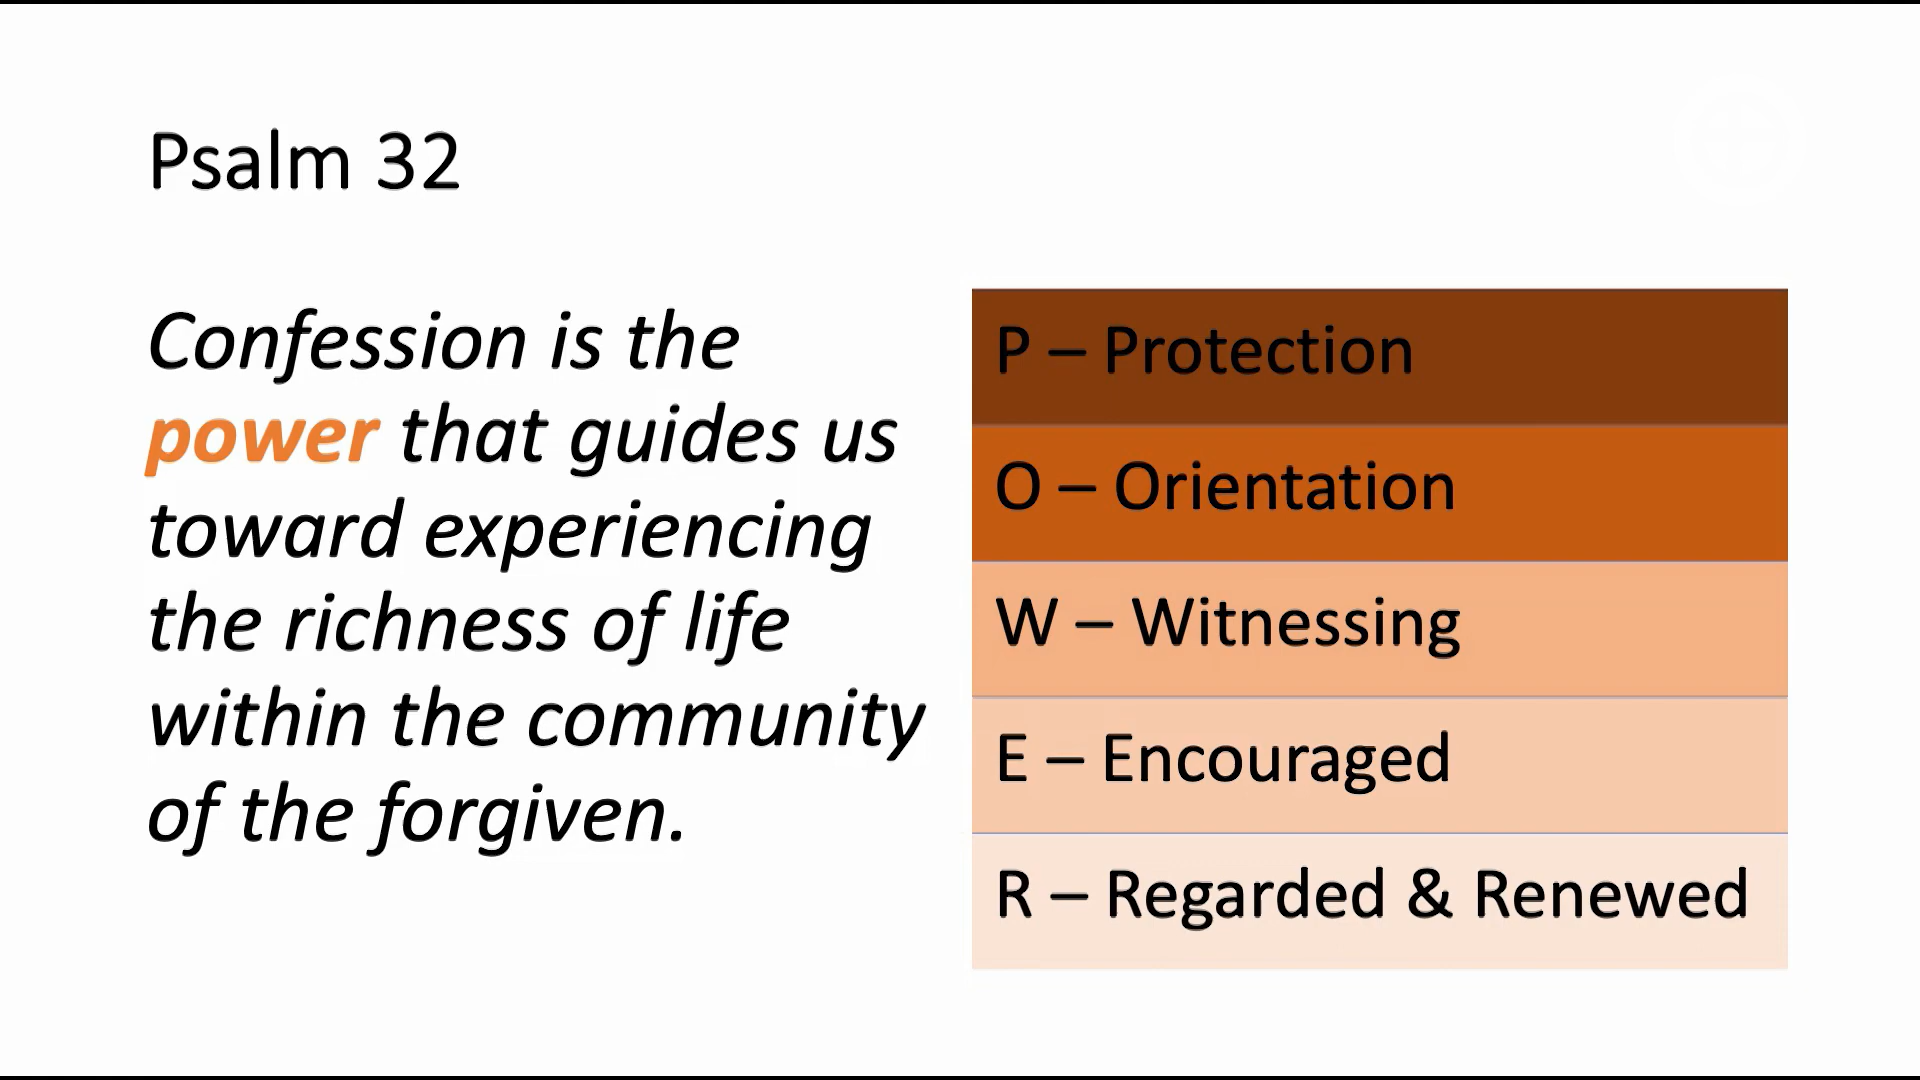 Psalm 32
Confession is the
power that guides us
toward experiencing
the richness of life
within the community
of the forgiven.
P – Protection
O – Orientation
W – Witnessing
E – Encouraged
R – Regarded & Renewed